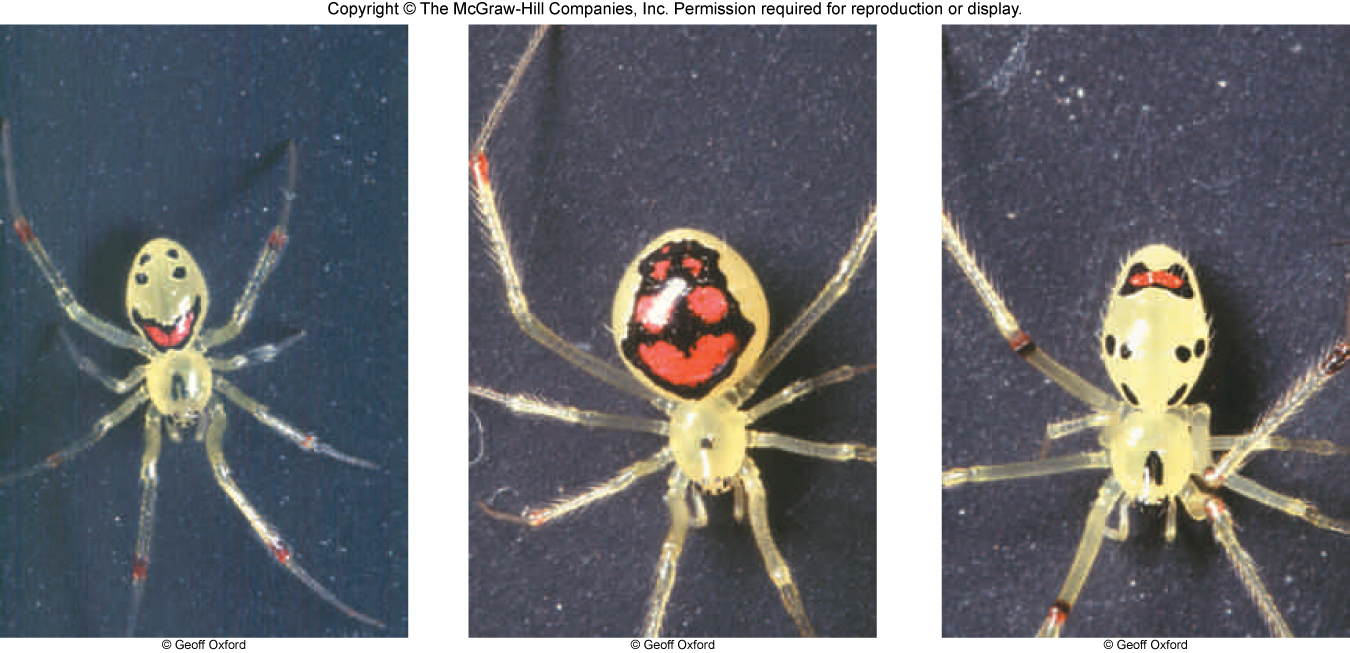 Copyright © The McGraw-Hill Companies, Inc. Permission required for reproduction or display.
© Geoff Oxford
© Geoff Oxford
© Geoff Oxford